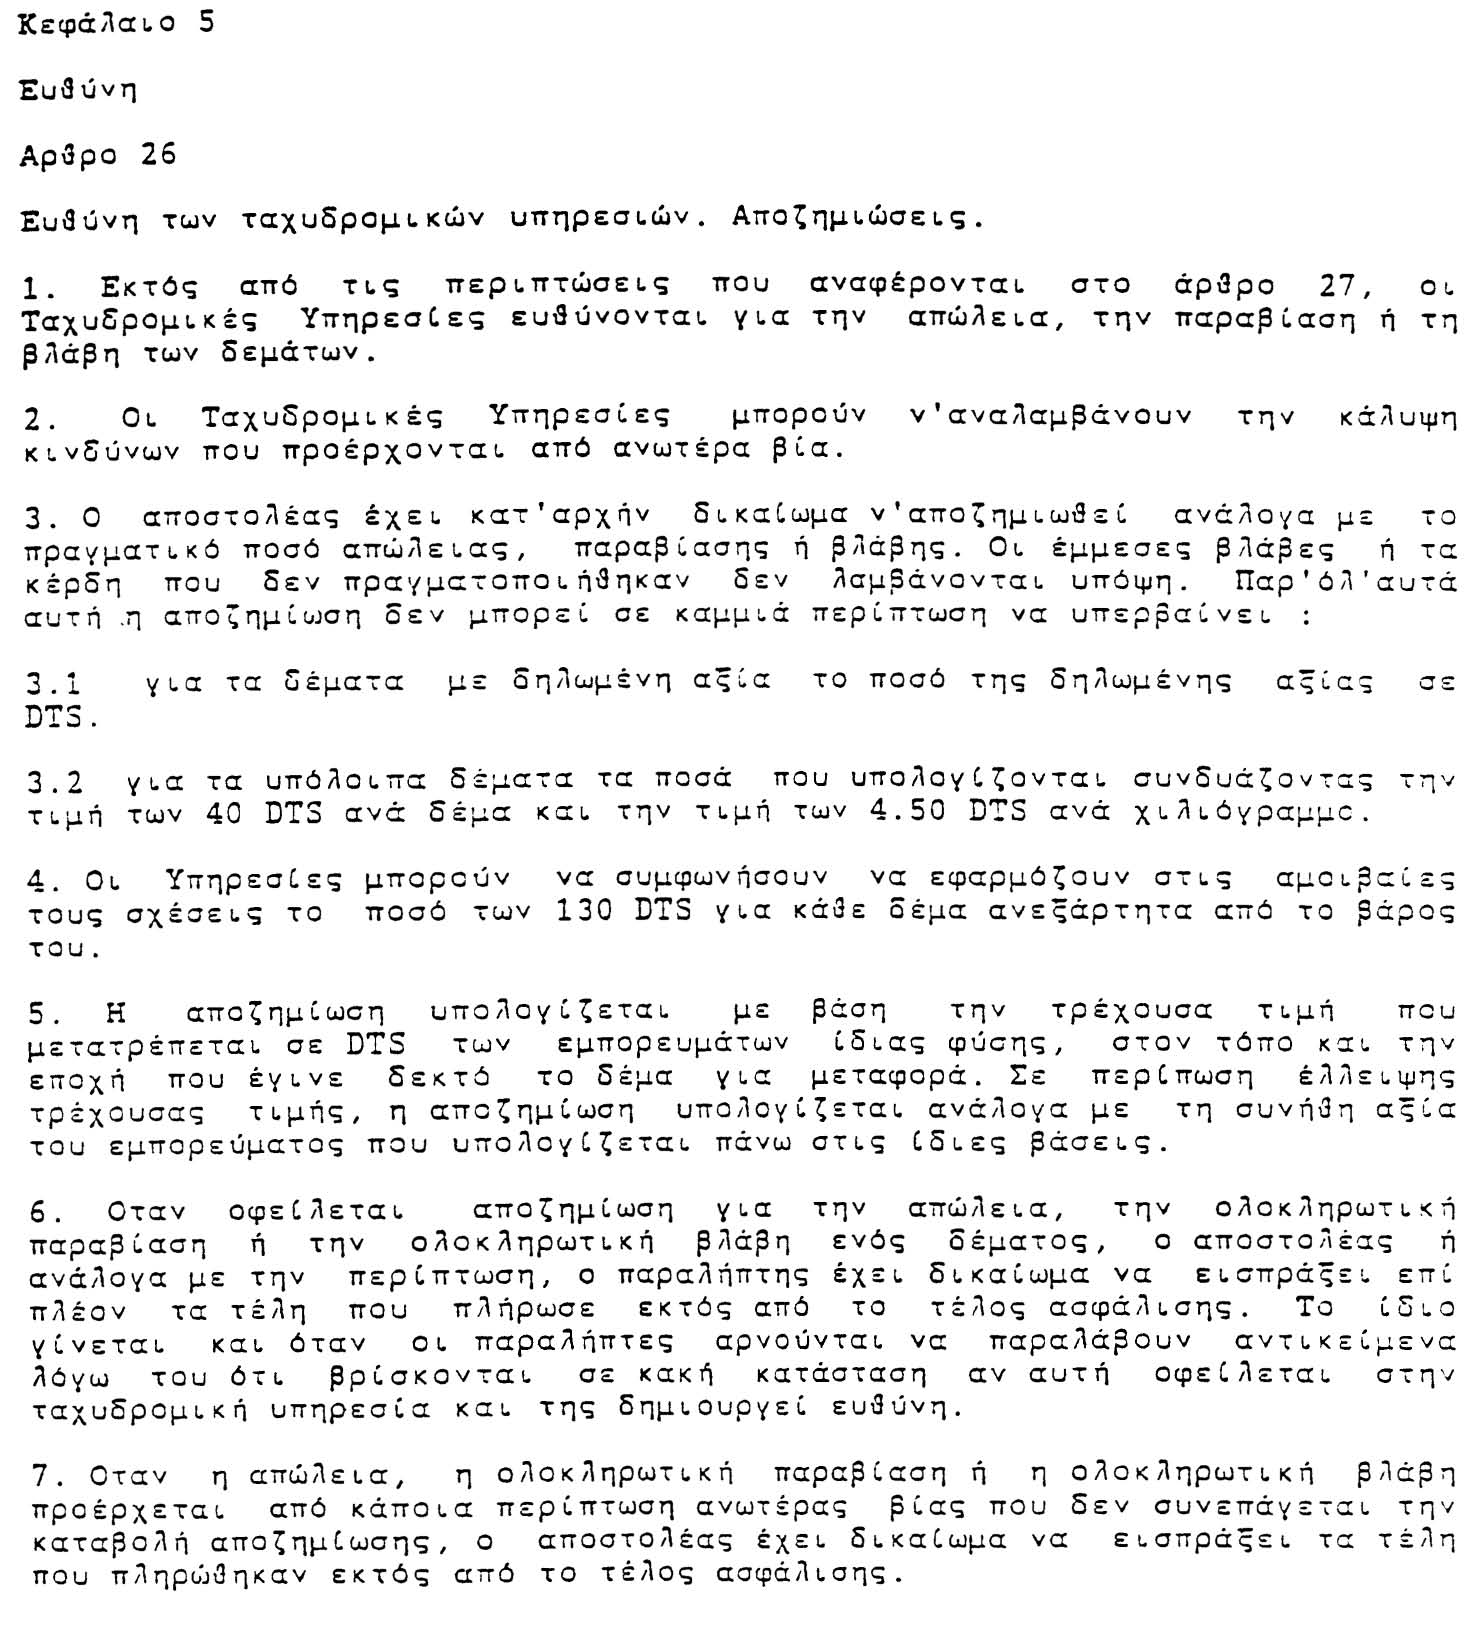 Κεφάλαιο 5
Ευθύνη
Αρθρο 26
Ευθύνη των ταχυδρομικών υπηρεσιών. Αποζημιώσεις.
1. Εκτός από τις περιπτώσεις που αναφέρονται στο άρθρο 27, οι
Ταχυδρομικές Υπηρεσίες ευθύνονται για την απώλεια, την παραβίαση ή τη
βλάβη των δεμάτων.
2. Οι Ταχυδρομικές Υπηρεσίες μπορούν ν'αναλαμβάνουν την κάλυψη
κινδύνων που προέρχονται από ανωτέρα βία.
3. Ο αποστολέας έχει κατ'αρχήν δικαίωμα ν'αποζημιωθεί ανάλογα με το
πραγματικό ποσό απώλειας, παραβίασης ή βλάβης. Οι έμμεσες βλάβες ή τα
κέρδη που δεν πραγματοποιήθηκαν δεν λαμβάνονται υπόψη. Παρ'όλ'αυτά
αυτή η αποζημίωση δεν μπορεί σε καμμιά περίπτωση να υπερβαίνει :
3.1 για τα δέματα με δηλωμένη αξία το ποσό της δηλωμένης αξίας σε
DTS.
3.2 για τα υπόλοιπα δέματα τα ποσά που υπολογίζονται συνδυάζοντας την
τιμή των 40 DTS ανά δέμα και την τιμή των 4.50 DTS ανά χιλιόγραμμο.
4. Οι Υπηρεσίες μπορούν να συμφωνήσουν να εφαρμόζουν στις αμοιβαίες
τους σχέσεις το ποσό των 130 DTS για κάθε δέμα ανεξάρτητα από το βάρος
του.
5. Η αποζημίωση υπολογίζεται με βάση την τρέχουσα τιμή που
μετατρέπεται σε DTS των εμπορευμάτων ίδιας φύσης, στον τόπο και την
εποχή που έγινε δεκτό το δέμα για μεταφορά. Σε περίπωση έλλειψης
τρέχουσας τιμής, η αποζημίωση υπολογίζεται ανάλογα με τη συνήθη αξία
του εμπορεύματος που υπολογίζεται πάνω στις ίδιες βάσεις.
6. Οταν οφείλεται αποζημίωση για την απώλεια, την ολοκληρωτική
παραβίαση ή την ολοκληρωτική βλάβη ενός δέματος, ο αποστολέας ή
ανάλογα με την περίπτωση, ο παραλήπτης έχει δικαίωμα να εισπράξει επί
πλέον τα τέλη που πλήρωσε εκτός από το τέλος ασφάλισης. Το ίδιο
γίνεται και όταν οι παραλήπτες αρνούνται να παραλάβουν αντικείμενα
λόγω του ότι βρίσκονται σε κακή κατάσταση αν αυτή οφείλεται στην
ταχυδρομική υπηρεσία και της δημιουργεί ευθύνη.
7. Οταν η απώλεια, η ολοκληρωτική παραβίαση ή η ολοκληρωτική βλάβη
προέρχεται από κάποια περίπτωση ανωτέρας βίας που δεν συνεπάγεται την
καταβολή αποζημίωσης, ο αποστολέας έχει δικαίωμα να εισπράξει τα τέλη
που πληρώθηκαν εκτός από το τέλος ασφάλισης.